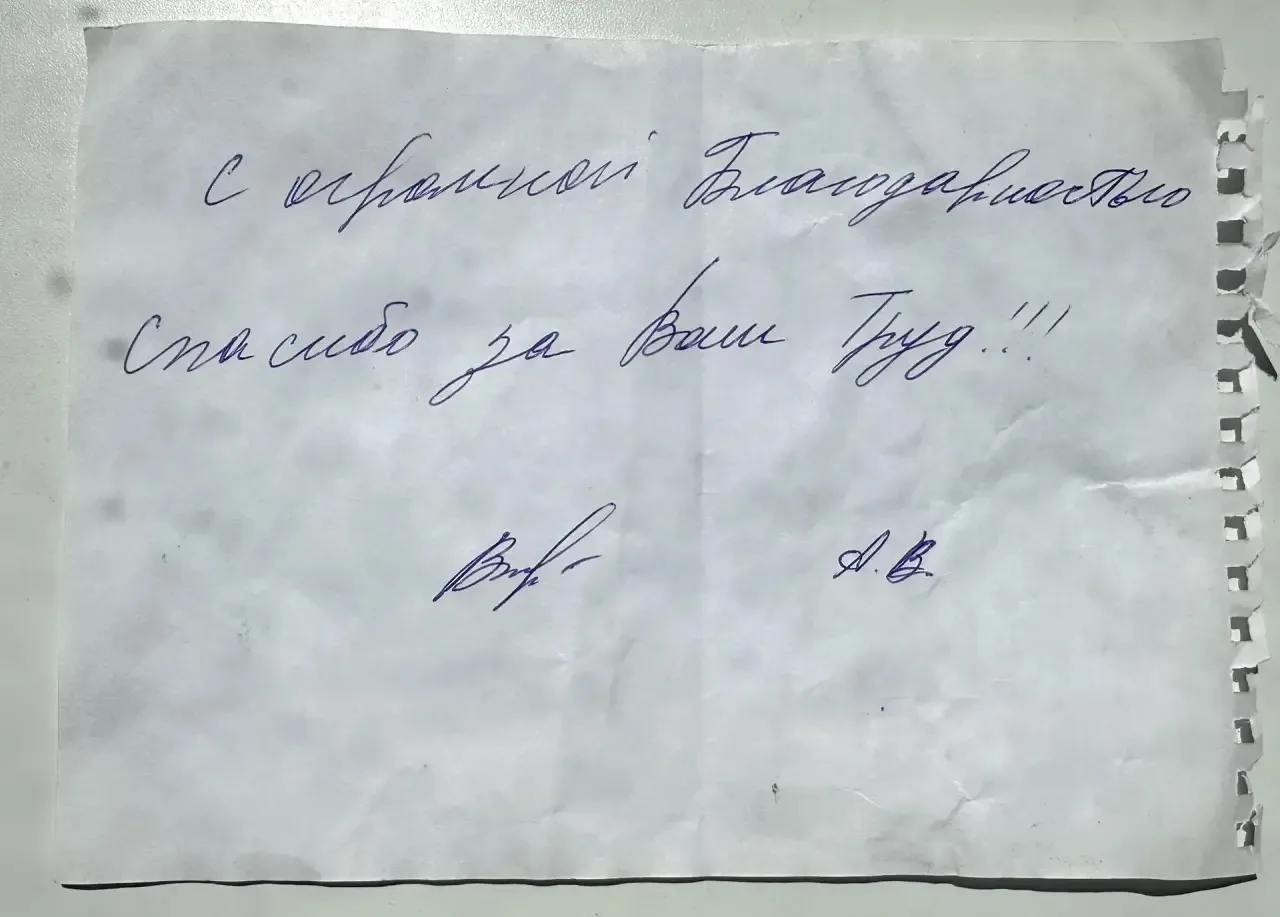 С огромной Благодарностью
Спасибо за Ваш Труд!!!
А.В.